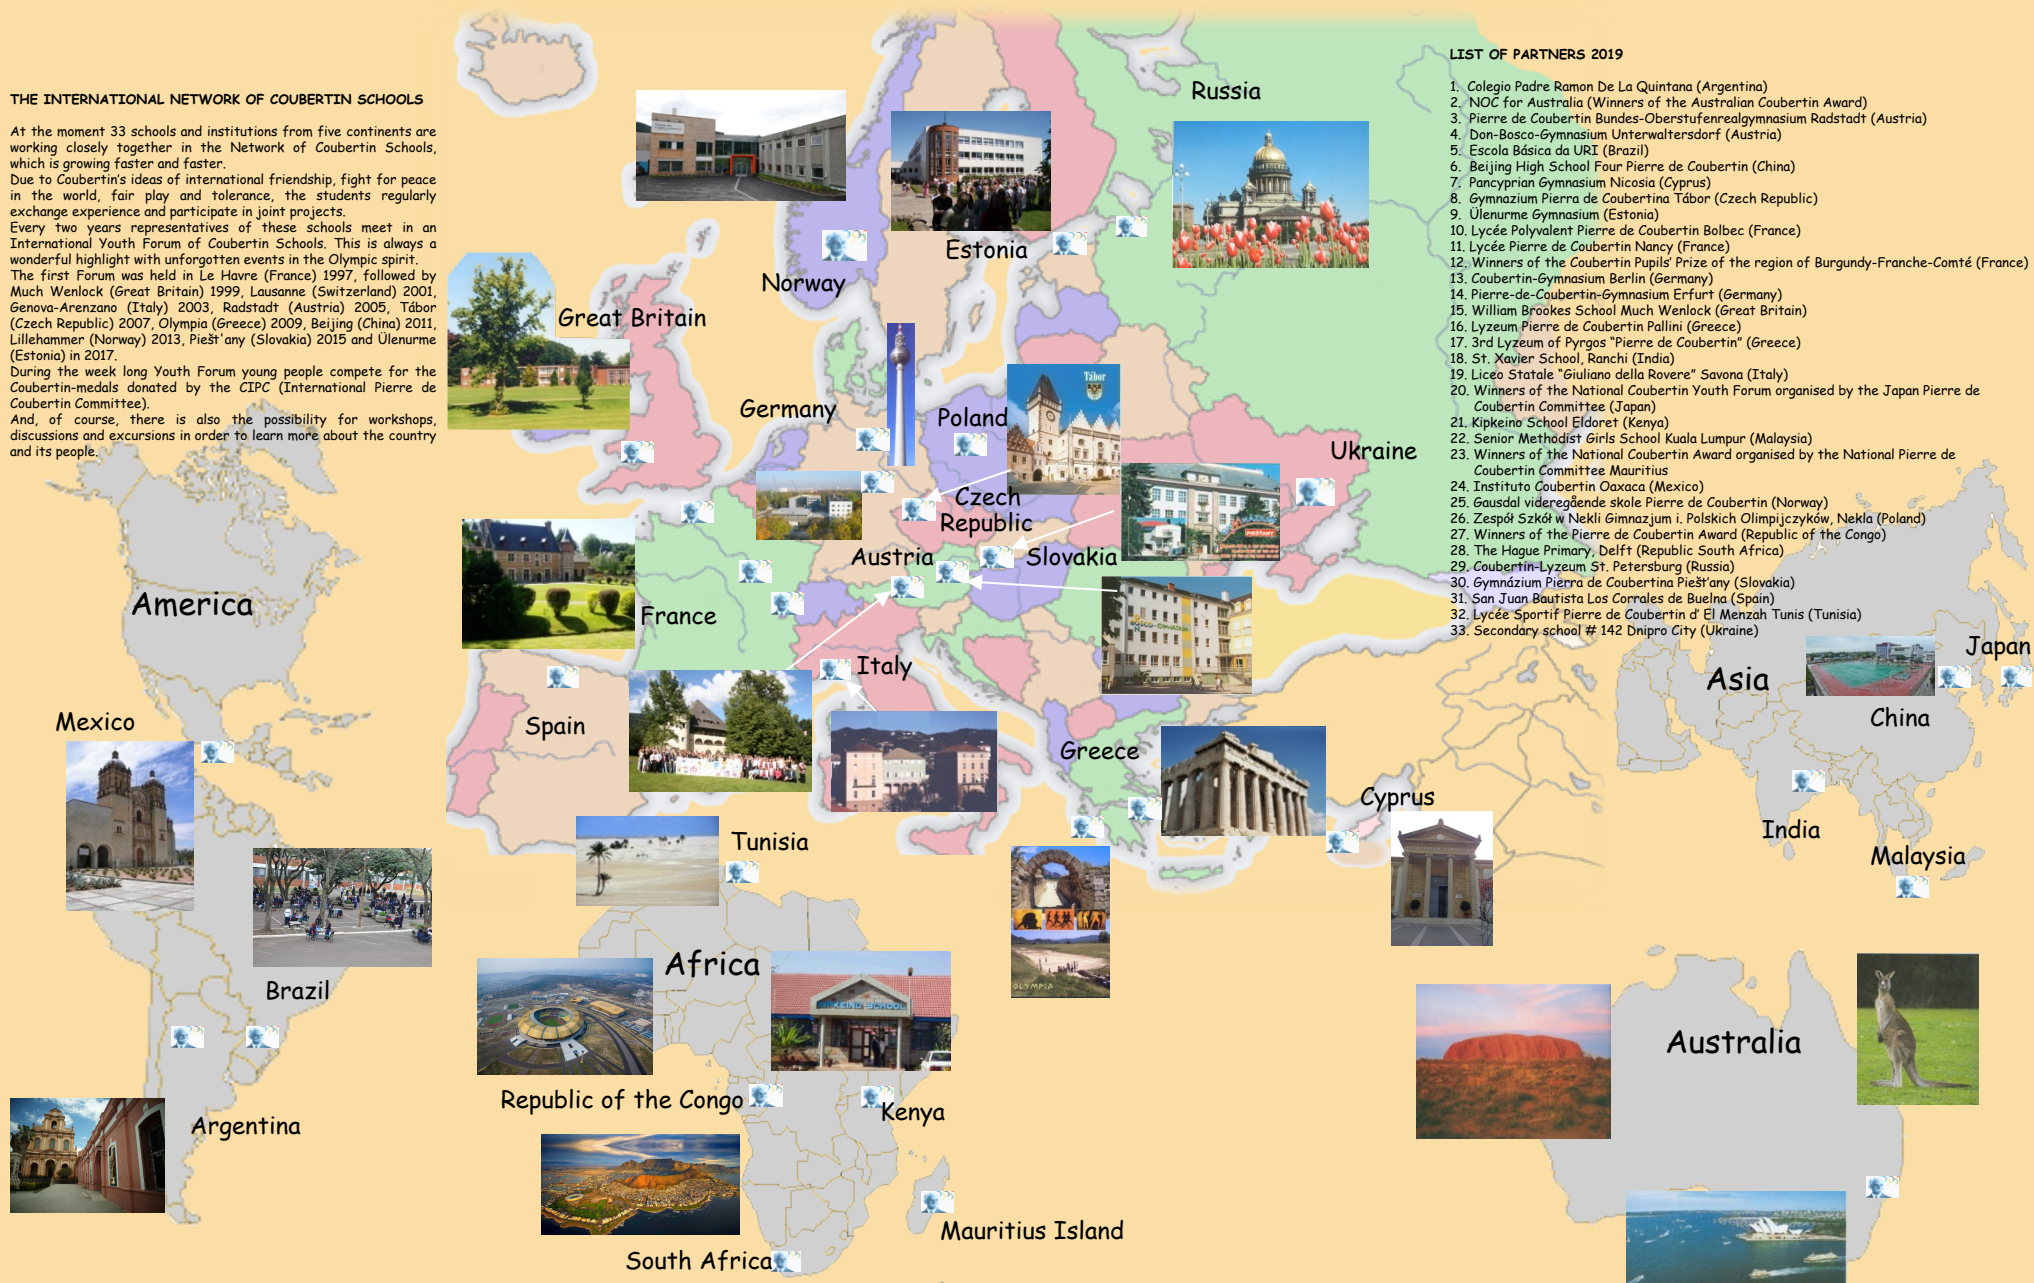 THE INTERNATIONAL NETWORK OF COUBERTIN SCHOOLS
At the moment 33 schools and institutions from five continents are
working closely together in the Network of Coubertin Schools,
which is growing faster and faster.
Due to Coubertin's ideas of international friendship, fight for peace
in the world, fair play and tolerance, the students regularly
exchange experience and participate in joint projects.
Every two years representatives of these schools meet in an
International Youth Forum of Coubertin Schools. This is always a
wonderful highlight with unforgotten events in the Olympic spirit.
The first Forum was held in Le Havre (France) 1997, followed by
Much Wenlock (Great Britain) 1999, Lausanne (Switzerland) 2001,
Genova-Arenzano (Italy) 2003, Radstadt (Austria) 2005, Tábor
(Czech Republic) 2007, Olympia (Greece) 2009, Beijing (China) 2011,
Lillehammer (Norway) 2013, Piešt'any (Slovakia) 2015 and Ülenurme
(Estonia) in 2017.
During the week long Youth Forum young people compete for the
Coubertin-medals donated by the CIPC (International Pierre de
Coubertin Committee).
And, of course, there is also the possibility for workshops,
discussions and excursions in order to learn more about the country
and its people.
LIST OF PARTNERS 2019
1. Colegio Padre Ramon De La Quintana (Argentina)
2. NOC for Australia (Winners of the Australian Coubertin Award)
3. Pierre de Coubertin Bundes-Oberstufenrealgymnasium Radstadt (Austria)
4. Don-Bosco-Gymnasium Unterwaltersdorf (Austria)
5. Escola Básica da URI (Brazil)
6. Beijing High School Four Pierre de Coubertin (China)
7. Pancyprian Gymnasium Nicosia (Cyprus)
8. Gymnazium Pierra de Coubertina Tábor (Czech Republic)
9. Ülenurme Gymnasium (Estonia)
10. Lycée Polyvalent Pierre de Coubertin Bolbec (France)
11. Lycée Pierre de Coubertin Nancy (France)
12. Winners of the Coubertin Pupils' Prize of the region of Burgundy-Franche-Comté (France)
13. Coubertin-Gymnasium Berlin (Germany)
14. Pierre-de-Coubertin-Gymnasium Erfurt (Germany)
15. William Brookes School Much Wenlock (Great Britain)
16. Lyzeum Pierre de Coubertin Pallini (Greece)
17. 3rd Lyzeum of Pyrgos “Pierre de Coubertin” (Greece)
18. St. Xavier School, Ranchi (India)
19. Liceo Statale “Giuliano della Rovere” Savona (Italy)
20. Winners of the National Coubertin Youth Forum organised by the Japan Pierre de
Coubertin Committee (Japan)
21. Kipkeino School Eldoret (Kenya)
22. Senior Methodist Girls School Kuala Lumpur (Malaysia)
23. Winners of the National Coubertin Award organised by the National Pierre de
Coubertin Committee Mauritius
24. Instituto Coubertin Oaxaca (Mexico)
25. Gausdal videregående skole Pierre de Coubertin (Norway)
26. Zespół Szkół w Nekli Gimnazjum i. Polskich Olimpijczyków, Nekla (Poland)
27. Winners of the Pierre de Coubertin Award (Republic of the Congo)
28. The Hague Primary, Delft (Republic South Africa)
29. Coubertin-Lyzeum St. Petersburg (Russia)
30. Gymnázium Pierra de Coubertina Piešt'any (Slovakia)
31. San Juan Bautista Los Corrales de Buelna (Spain)
32. Lycée Sportif Pierre de Coubertin d' El Menzah Tunis (Tunisia)
33. Secondary school # 142 Dnipro City (Ukraine)
Russia
Estonia
Norway
Great Britain
Germany
Poland
Tábor
Ukraine
Czech
Republic
PIEŠŤANY
Austria
Slovakia
America
France
BOSCO-GYMNASIUM
Italy
Spain
Greece
Mexico
Asia
Japan
China
Cyprus
India
Malaysia
Tunisia
Africa
KIPKEINO SCHOOL
OLYMPIA
Brazil
Australia
Republic of the Congo
Kenya
Argentina
Mauritius Island
South Africa